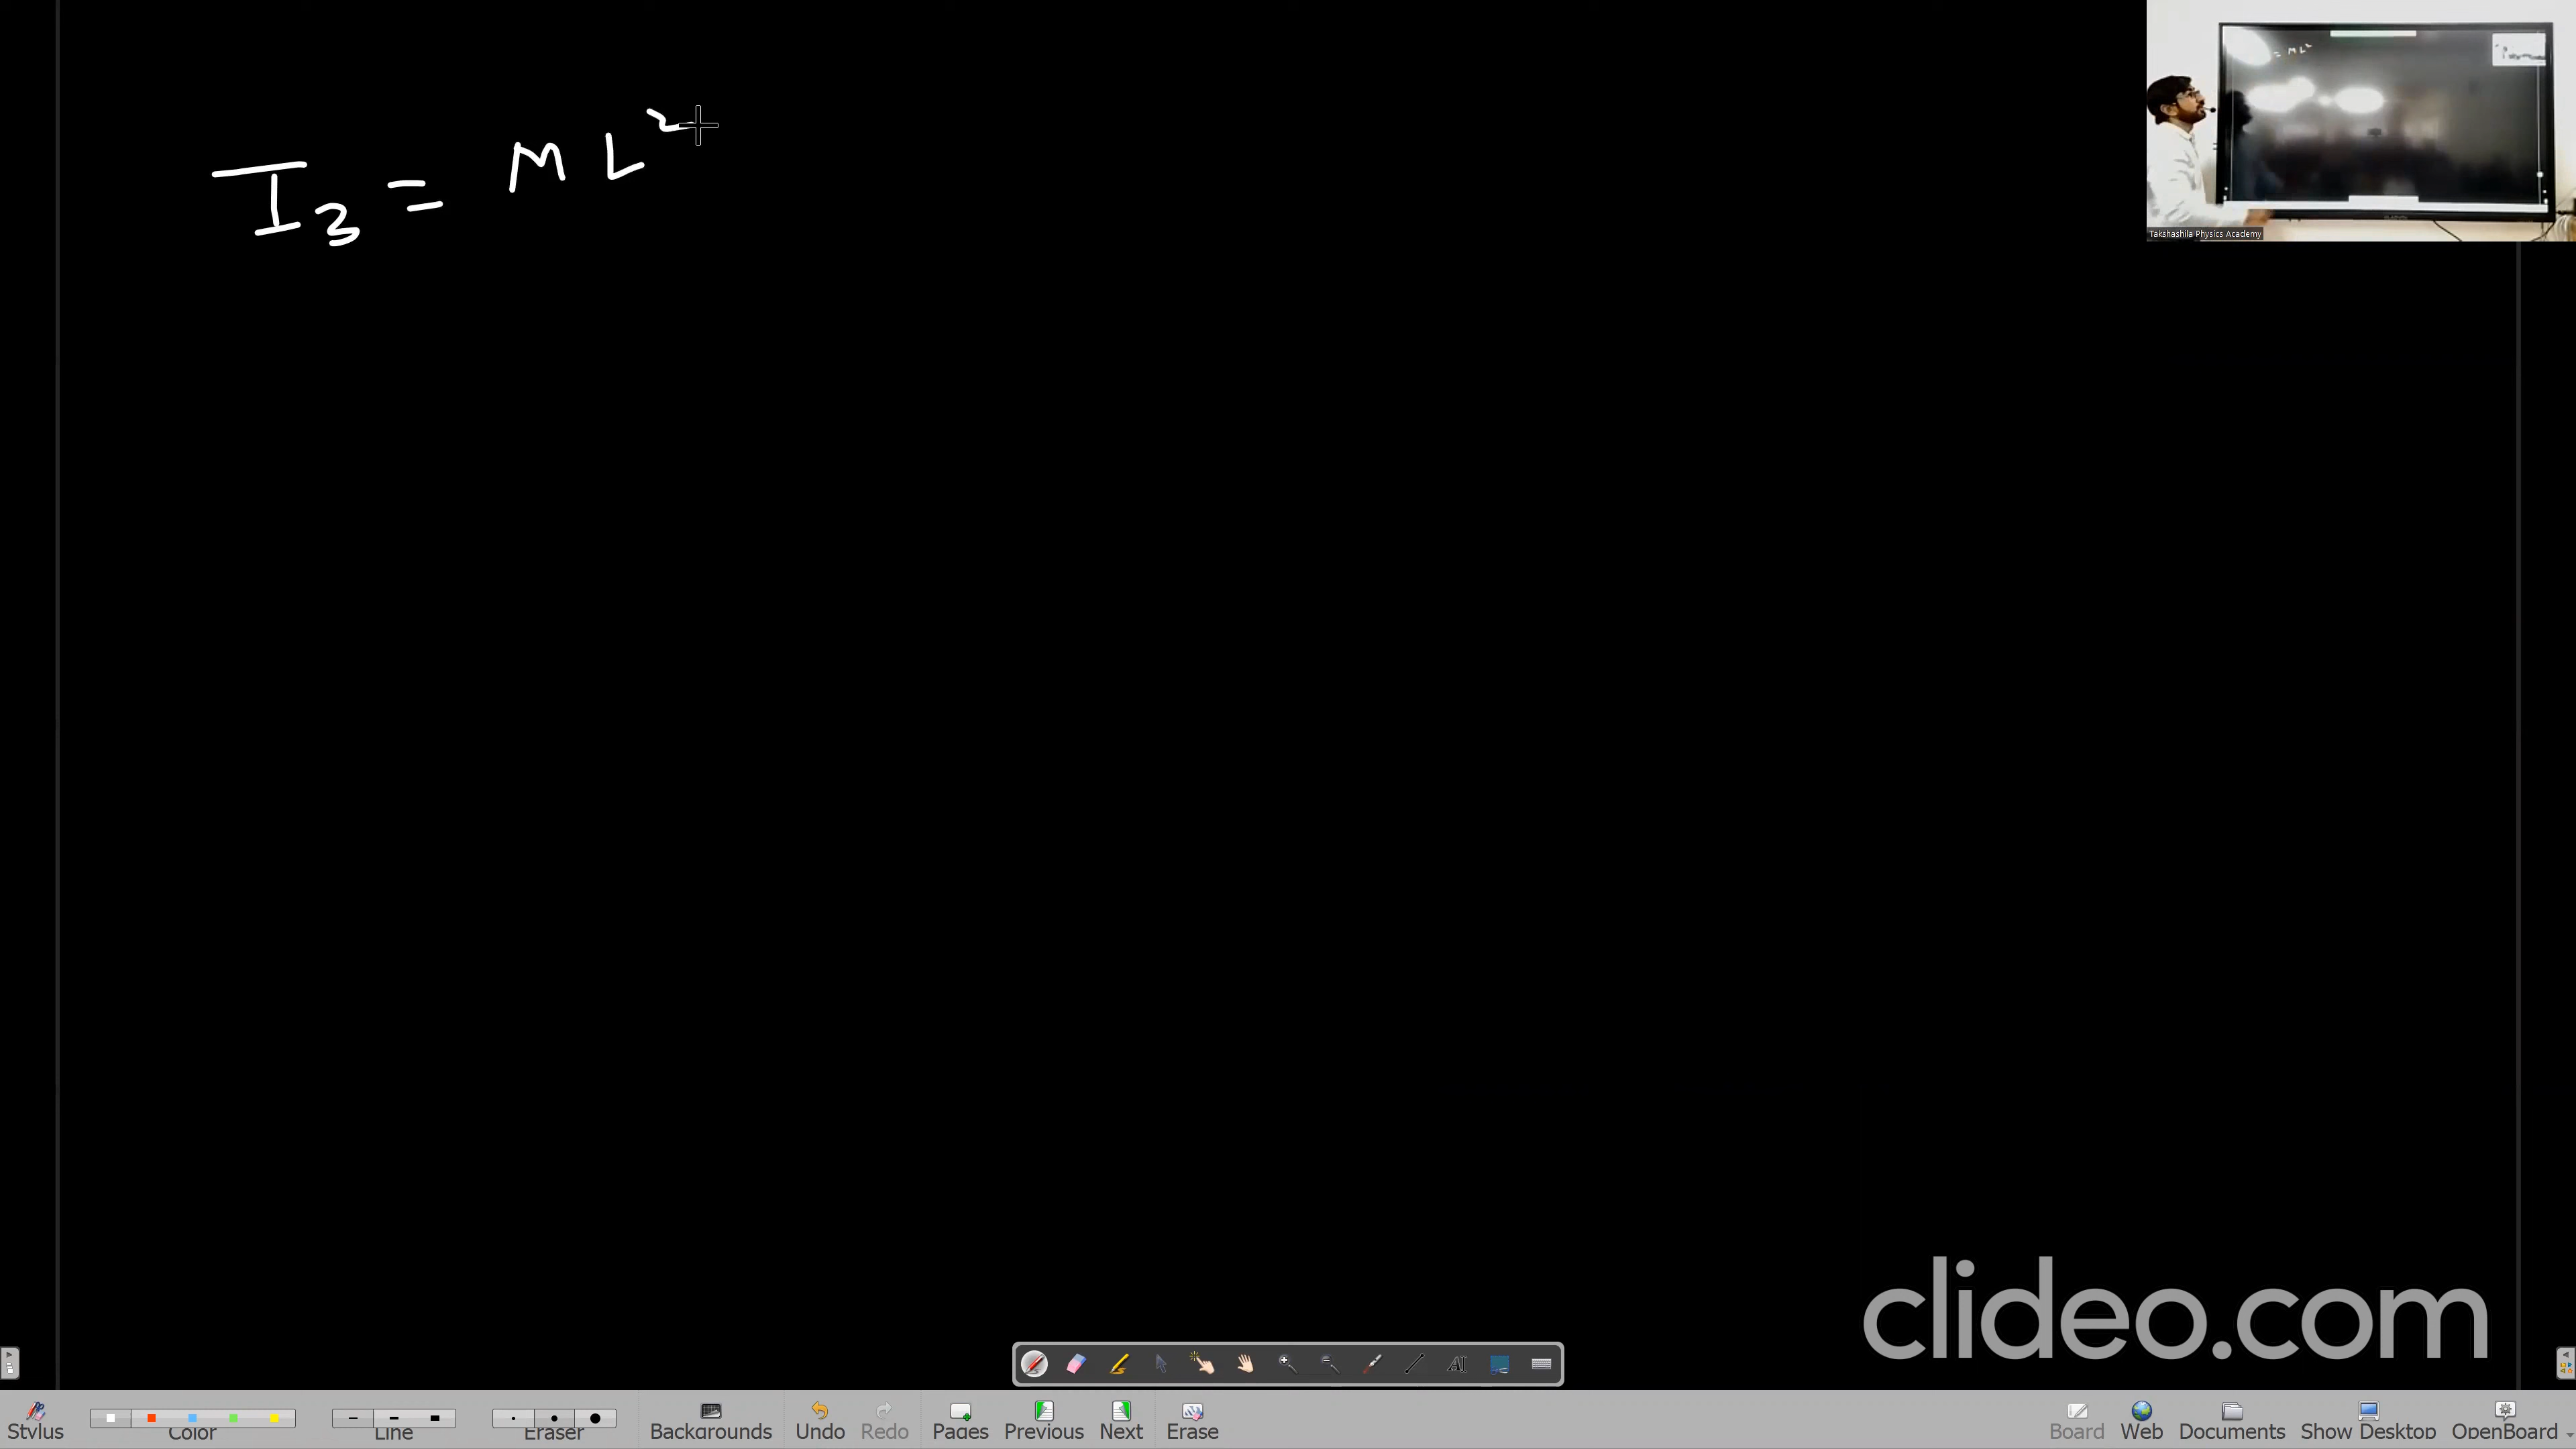 I₃ = M L²
Takshashila Physics Academy
clideo.com
Stylus Color Line Eraser Backgrounds Undo Redo Pages Previous Next Erase Board Web Documents Show Desktop OpenBoard